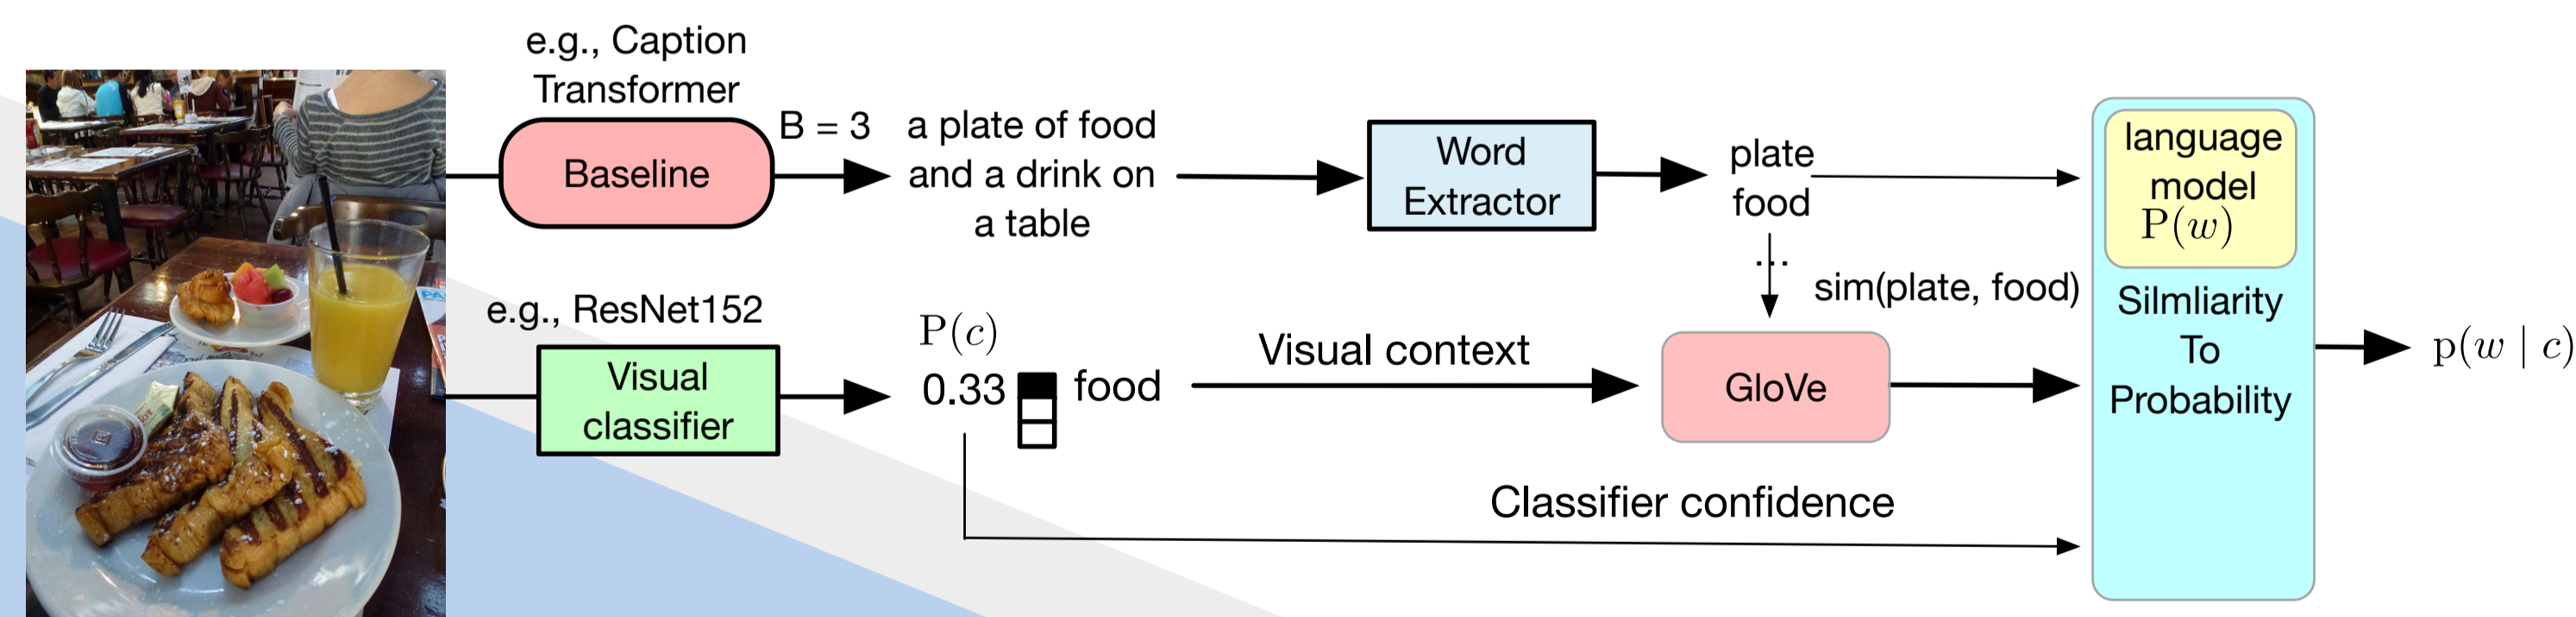 e.g., Caption
Transformer
Baseline
B = 3
a plate of food
and a drink on
a table
Word
Extractor
plate
food
...
sim(plate, food)
language
model
P(w)
Silmliarity
To
Probability
p(w | c)
e.g., ResNet152
Visual
classifier
P(c)
0.33
food
Visual context
GloVe
Classifier confidence